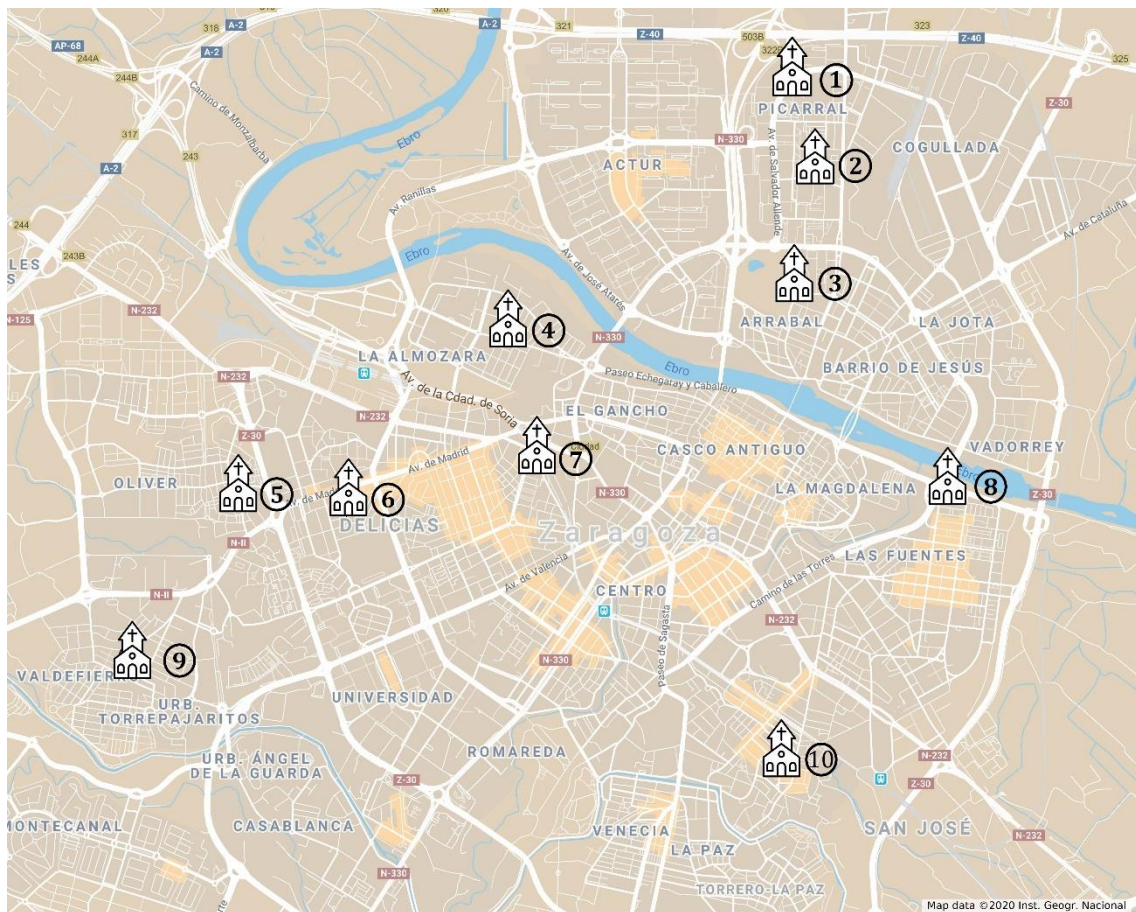 A-2
318
A-2
AP-68
244A
244B
A-2
320
A-2
321
Z-40
503B
322B
Z-40
323
325
1
PICARRAL
317
243
Camino de Monzalbarba
Ebro
A-2
Z-30
N-330
ACTUR
2
COGULLADA
Av. de Salvador Allende
Av. Ranillas
244
243B
Ebro
Av. de José Atarés
Av. de Cataluña
3
N-232
N-125
4
ARRABAL
LA JOTA
N-330
LA ALMOZARA
Ebro
BARRIO DE JESÚS
N-232
Paseo Echegaray y Caballero
Av. de la Cdad. de Soria
N-232
EL GANCHO
Z-30
CASCO ANTIGUO
VADORREY
7
Av. de Madrid
OLIVER
5
6
N-330
LA MAGDALENA
8
Z-30
DELICIAS
Zaragoza
N-II
LAS FUENTES
Av. de Valencia
CENTRO
Camino de las Torres
N-II
N-232
Paseo de Sagasta
9
N-330
URB.
TORREPAJARITOS
UNIVERSIDAD
ROMAREDA
10
N-232
URB. ÁNGEL
DE LA GUARDA
Z-30
MONTECANAL
CASABLANCA
VENECIA
SAN JOSÉ
N-232
LA PAZ
N-330
TORRERO-LA PAZ
Map data ©2020 Inst. Geogr. Nacional